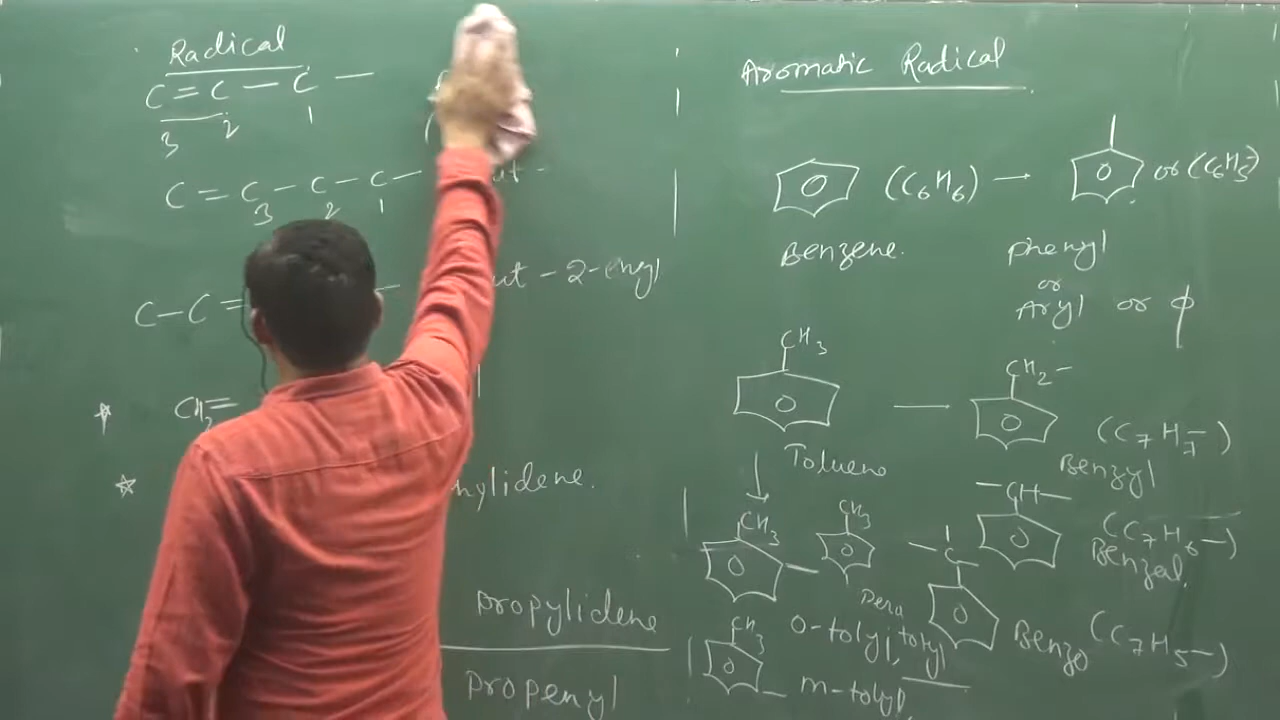 Radical
C = C — C —
3 2 1
C = C – C – C –
3 2 1
C – C =
ut – 2 – enyl
CH2=
hylidene.
propylidene
propenyl
Aromatic Radical
(C6H6) → or (C6H5–)
Benzene. phenyl
or
Aryl or ϕ
CH3 CH2 –
→ (C7H7–)
Toluene Benzyl
– CH –
(C7H6–)
Benzal
CH3 CH3
– C –
Para
o-tolyl, tolyl
Benzo (C7H5–)
CH3
m-tolyl,